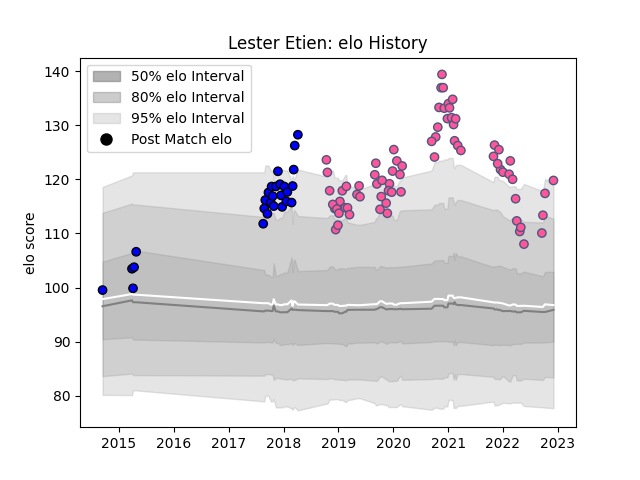 Lester Etien: elo History
50% elo Interval
80% elo Interval
95% elo Interval
Post Match elo
elo score
140
130
120
110
100
90
80
2015 2016 2017 2018 2019 2020 2021 2022 2023